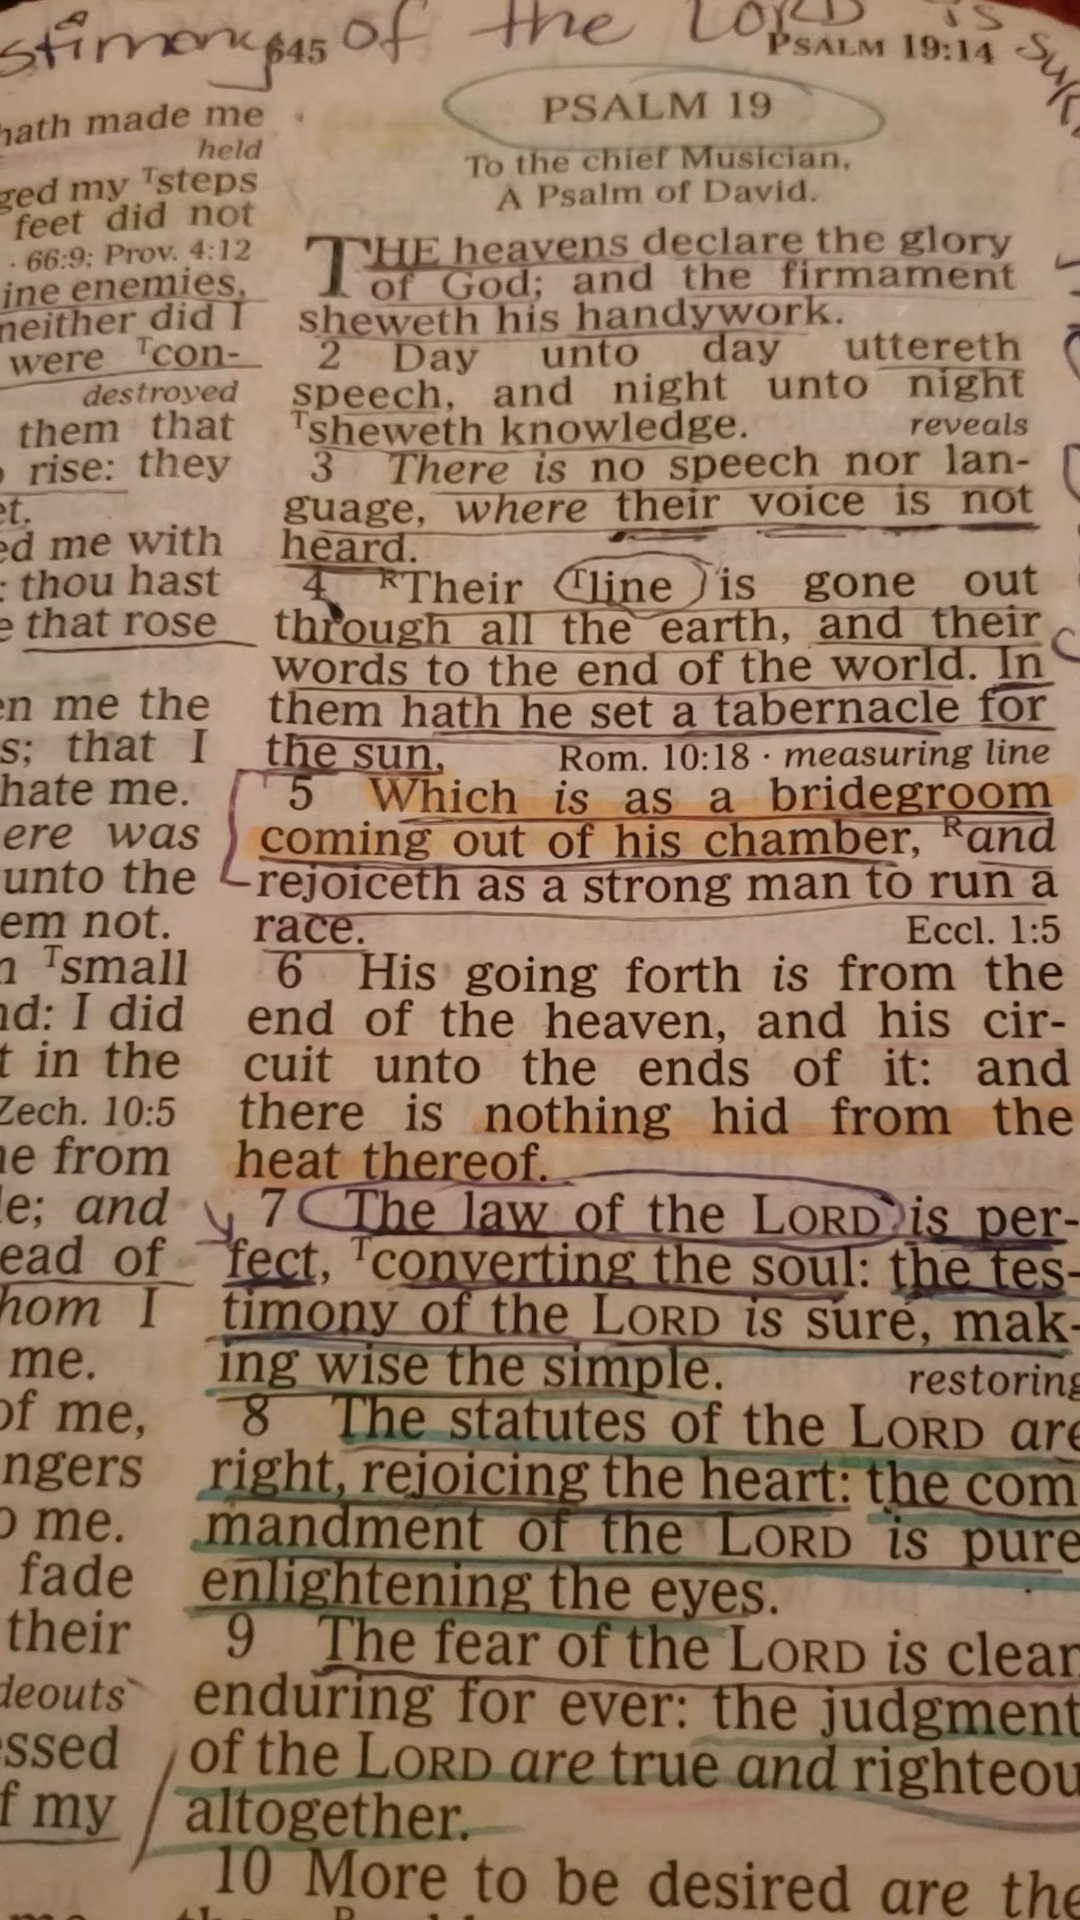 stimony of the LORD is sure
645
PSALM 19:14
hath made me
held
ged my ᵀsteps
feet did not
. 66:9; Prov. 4:12
ine enemies,
neither did I
were ᵀcon-
destroyed
them that
rise: they
et.
ed me with
: thou hast
e that rose
en me the
s; that I
hate me.
ere was
unto the
em not.
n ᵀsmall
nd: I did
t in the
Zech. 10:5
ne from
le; and
ead of
hom I
me.
of me,
ngers
o me.
fade
their
deouts
essed
f my
PSALM 19
To the chief Musician,
A Psalm of David.
THE heavens declare the glory
of God; and the firmament
sheweth his handywork.
2 Day unto day uttereth
speech, and night unto night
ᵀsheweth knowledge. reveals
3 There is no speech nor lan-
guage, where their voice is not
heard.
4 ᴿTheir ᵀline is gone out
through all the earth, and their
words to the end of the world. In
them hath he set a tabernacle for
the sun, Rom. 10:18 · measuring line
5 Which is as a bridegroom
coming out of his chamber, ᴿand
rejoiceth as a strong man to run a
race. Eccl. 1:5
6 His going forth is from the
end of the heaven, and his cir-
cuit unto the ends of it: and
there is nothing hid from the
heat thereof.
7 The law of the LORD is per-
fect, ᵀconverting the soul: the tes-
timony of the LORD is sure, mak-
ing wise the simple. restoring
8 The statutes of the LORD are
right, rejoicing the heart: the com
mandment of the LORD is pure
enlightening the eyes.
9 The fear of the LORD is clean
enduring for ever: the judgment
of the LORD are true and righteou
altogether.
10 More to be desired are the